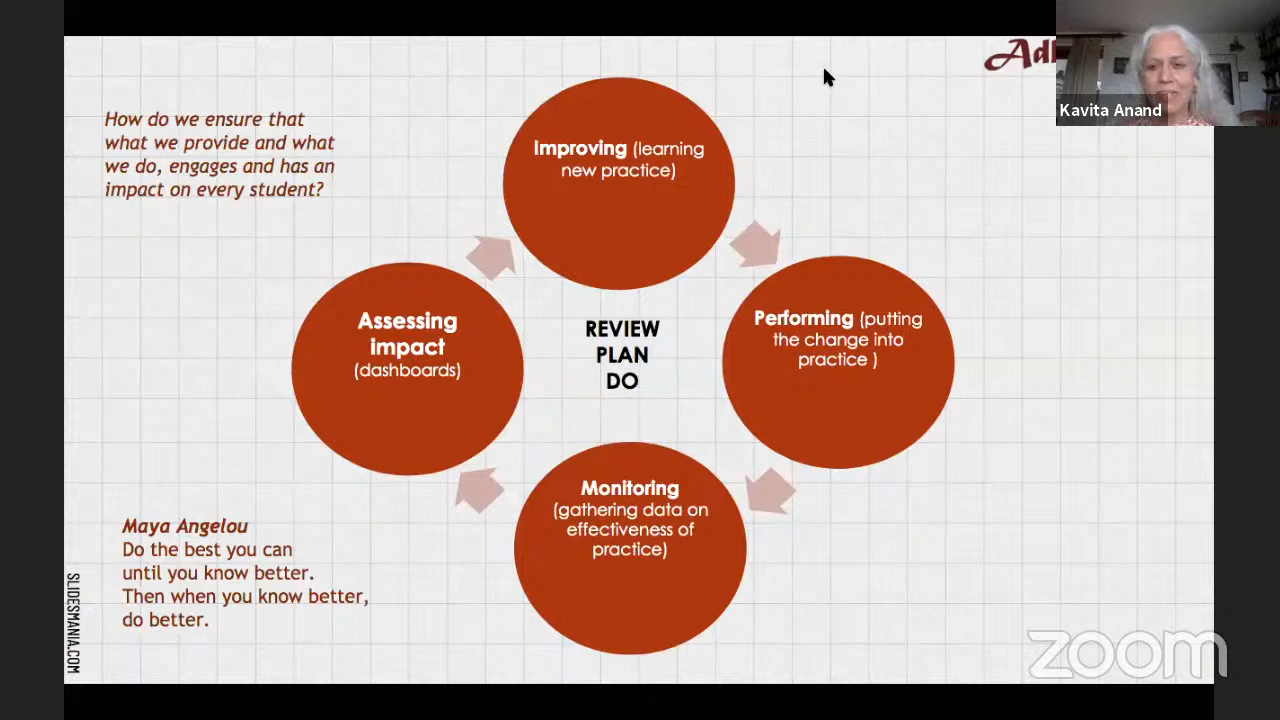 Kavita Anand
How do we ensure that
what we provide and what
we do, engages and has an
impact on every student?
Improving (learning
new practice)
Performing (putting
the change into
practice )
Monitoring
(gathering data on
effectiveness of
practice)
Assessing
impact
(dashboards)
REVIEW
PLAN
DO
Maya Angelou
Do the best you can
until you know better.
Then when you know better,
do better.
SLIDESMANIA.COM
zoom